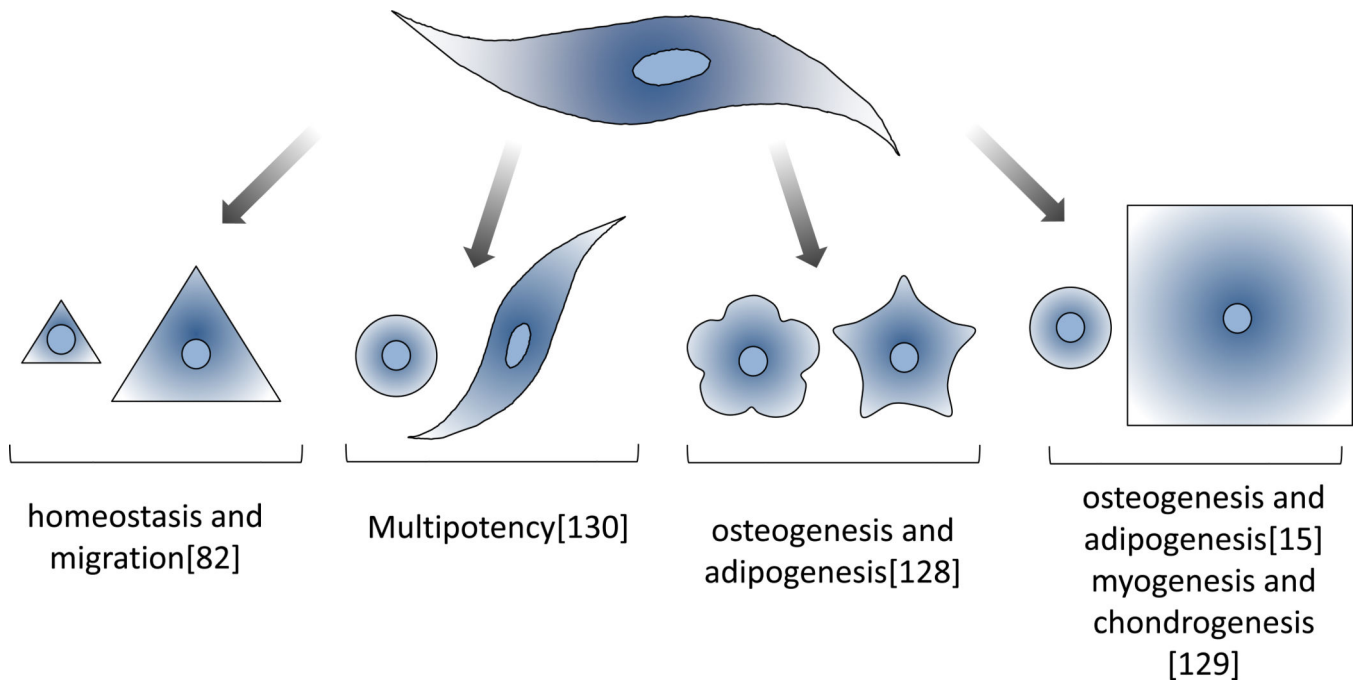 homeostasis and
migration[82]
Multipotency[130]
osteogenesis and
adipogenesis[128]
osteogenesis and
adipogenesis[15]
myogenesis and
chondrogenesis
[129]